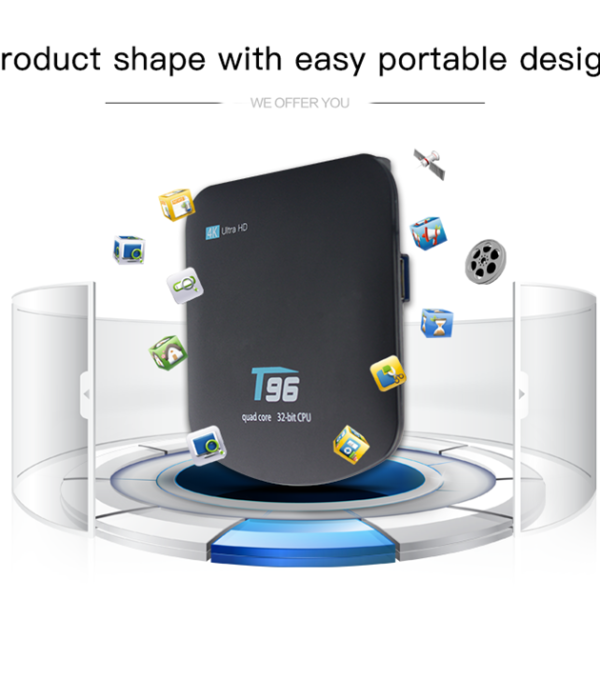 roduct shape with easy portable desig
WE OFFER YOU
4K Ultra HD
T96
quad core 32-bit CPU